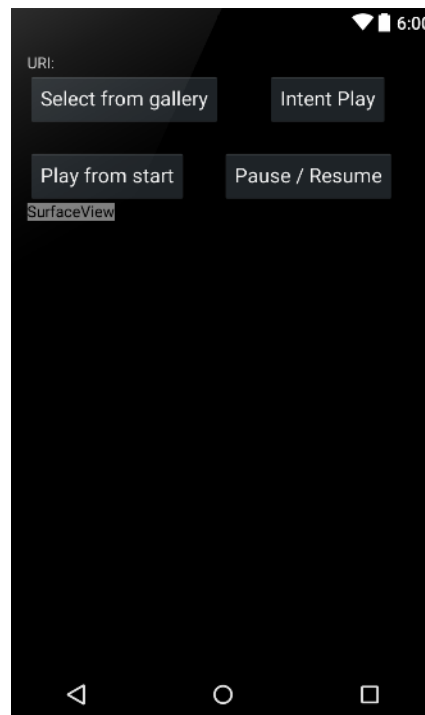 6:00
URI:
Select from gallery Intent Play
Play from start Pause / Resume
SurfaceView